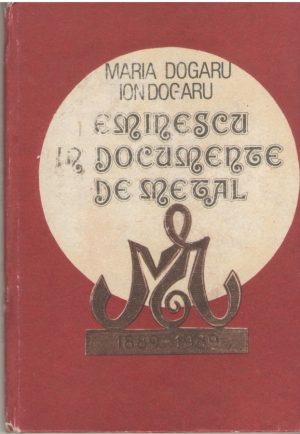 MARIA DOGARU
ION DOGARU
EMINESCU
IN DOCUMENTE
DE METAL
1889-1989